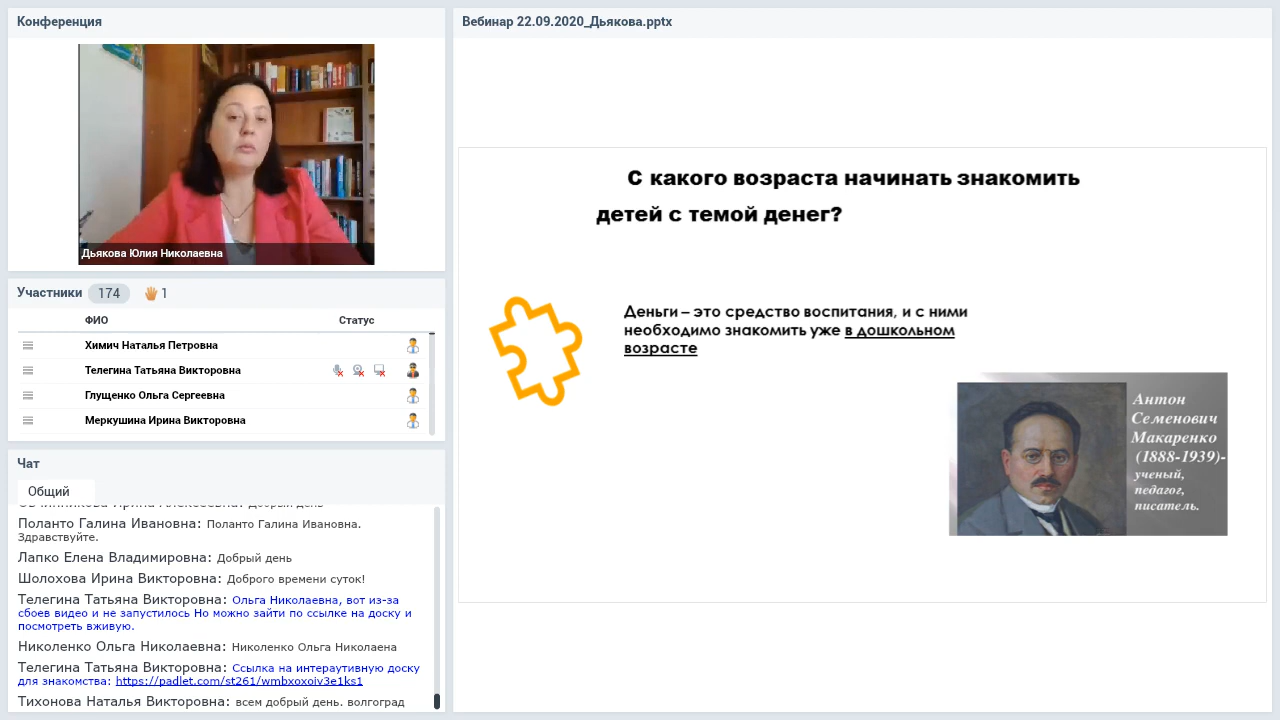 Конференция
Дьякова Юлия Николаевна
Участники 174 1
ФИО Статус
Химич Наталья Петровна
Телегина Татьяна Викторовна
Глущенко Ольга Сергеевна
Меркушина Ирина Викторовна
Чат
Общий
Поланто Галина Ивановна: Поланто Галина Ивановна.
Здравствуйте.
Лапко Елена Владимировна: Добрый день
Шолохова Ирина Викторовна: Доброго времени суток!
Телегина Татьяна Викторовна: Ольга Николаевна, вот из-за
сбоев видео и не запустилось Но можно зайти по ссылке на доску и
посмотреть вживую.
Николенко Ольга Николаевна: Николенко Ольга Николаена
Телегина Татьяна Викторовна: Ссылка на интераутивную доску
для знакомства: https://padlet.com/st261/wmbxoxoiv3e1ks1
Тихонова Наталья Викторовна: всем добрый день. волгоград
Вебинар 22.09.2020_Дьякова.pptx
С какого возраста начинать знакомить
детей с темой денег?
Деньги – это средство воспитания, и с ними
необходимо знакомить уже в дошкольном
возрасте
Антон
Семенович
Макаренко
(1888-1939)-
ученый,
педагог,
писатель.